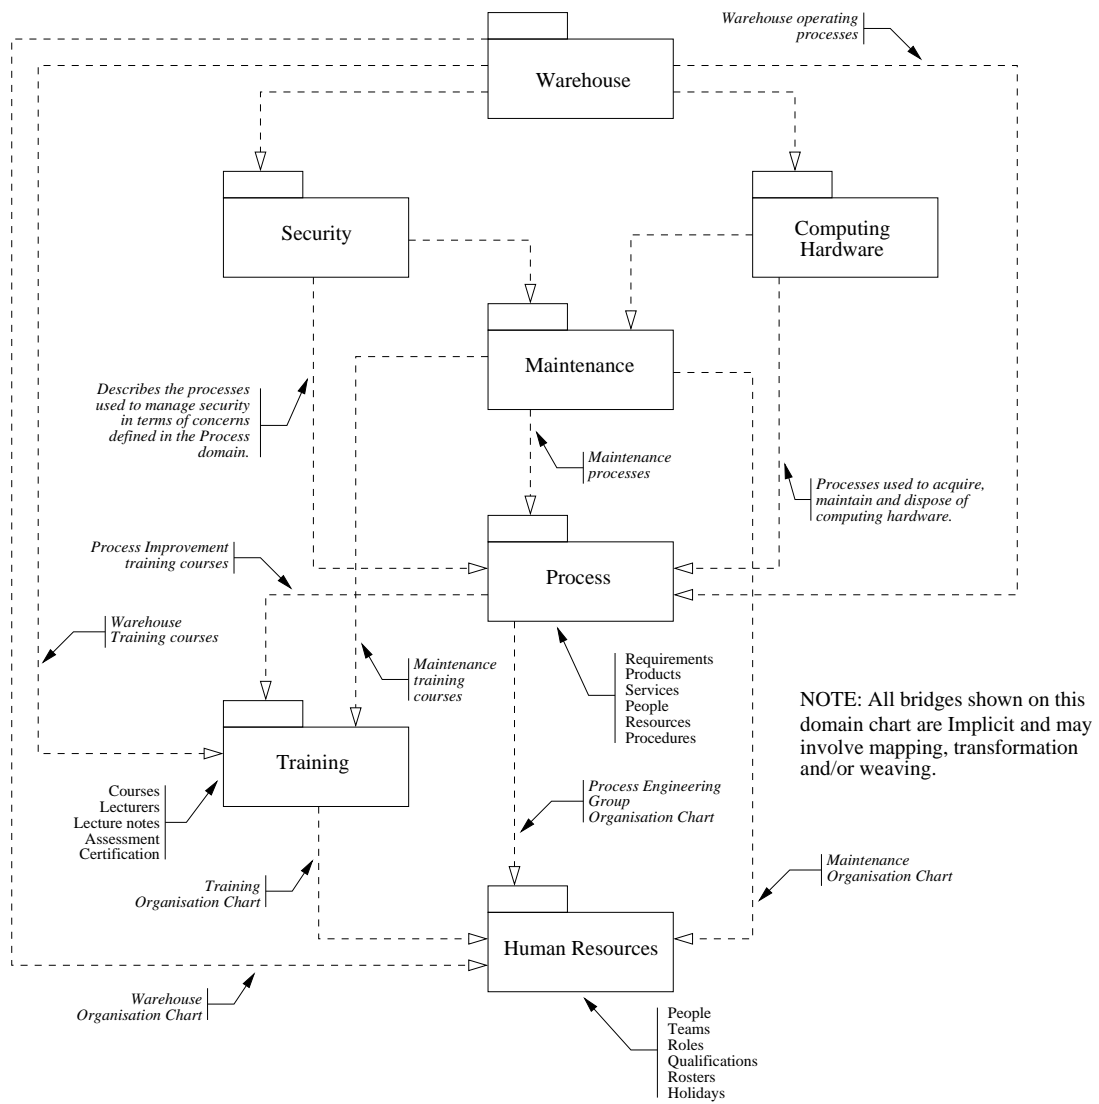 Warehouse operating
processes
Warehouse
Security
Computing
Hardware
Maintenance
Describes the processes
used to manage security
in terms of concerns
defined in the Process
domain.
Maintenance
processes
Processes used to acquire,
maintain and dispose of
computing hardware.
Process Improvement
training courses
Process
Warehouse
Training courses
Maintenance
training
courses
Requirements
Products
Services
People
Resources
Procedures
NOTE: All bridges shown on this
domain chart are Implicit and may
involve mapping, transformation
and/or weaving.
Training
Courses
Lecturers
Lecture notes
Assessment
Certification
Process Engineering
Group
Organisation Chart
Maintenance
Organisation Chart
Training
Organisation Chart
Human Resources
Warehouse
Organisation Chart
People
Teams
Roles
Qualifications
Rosters
Holidays